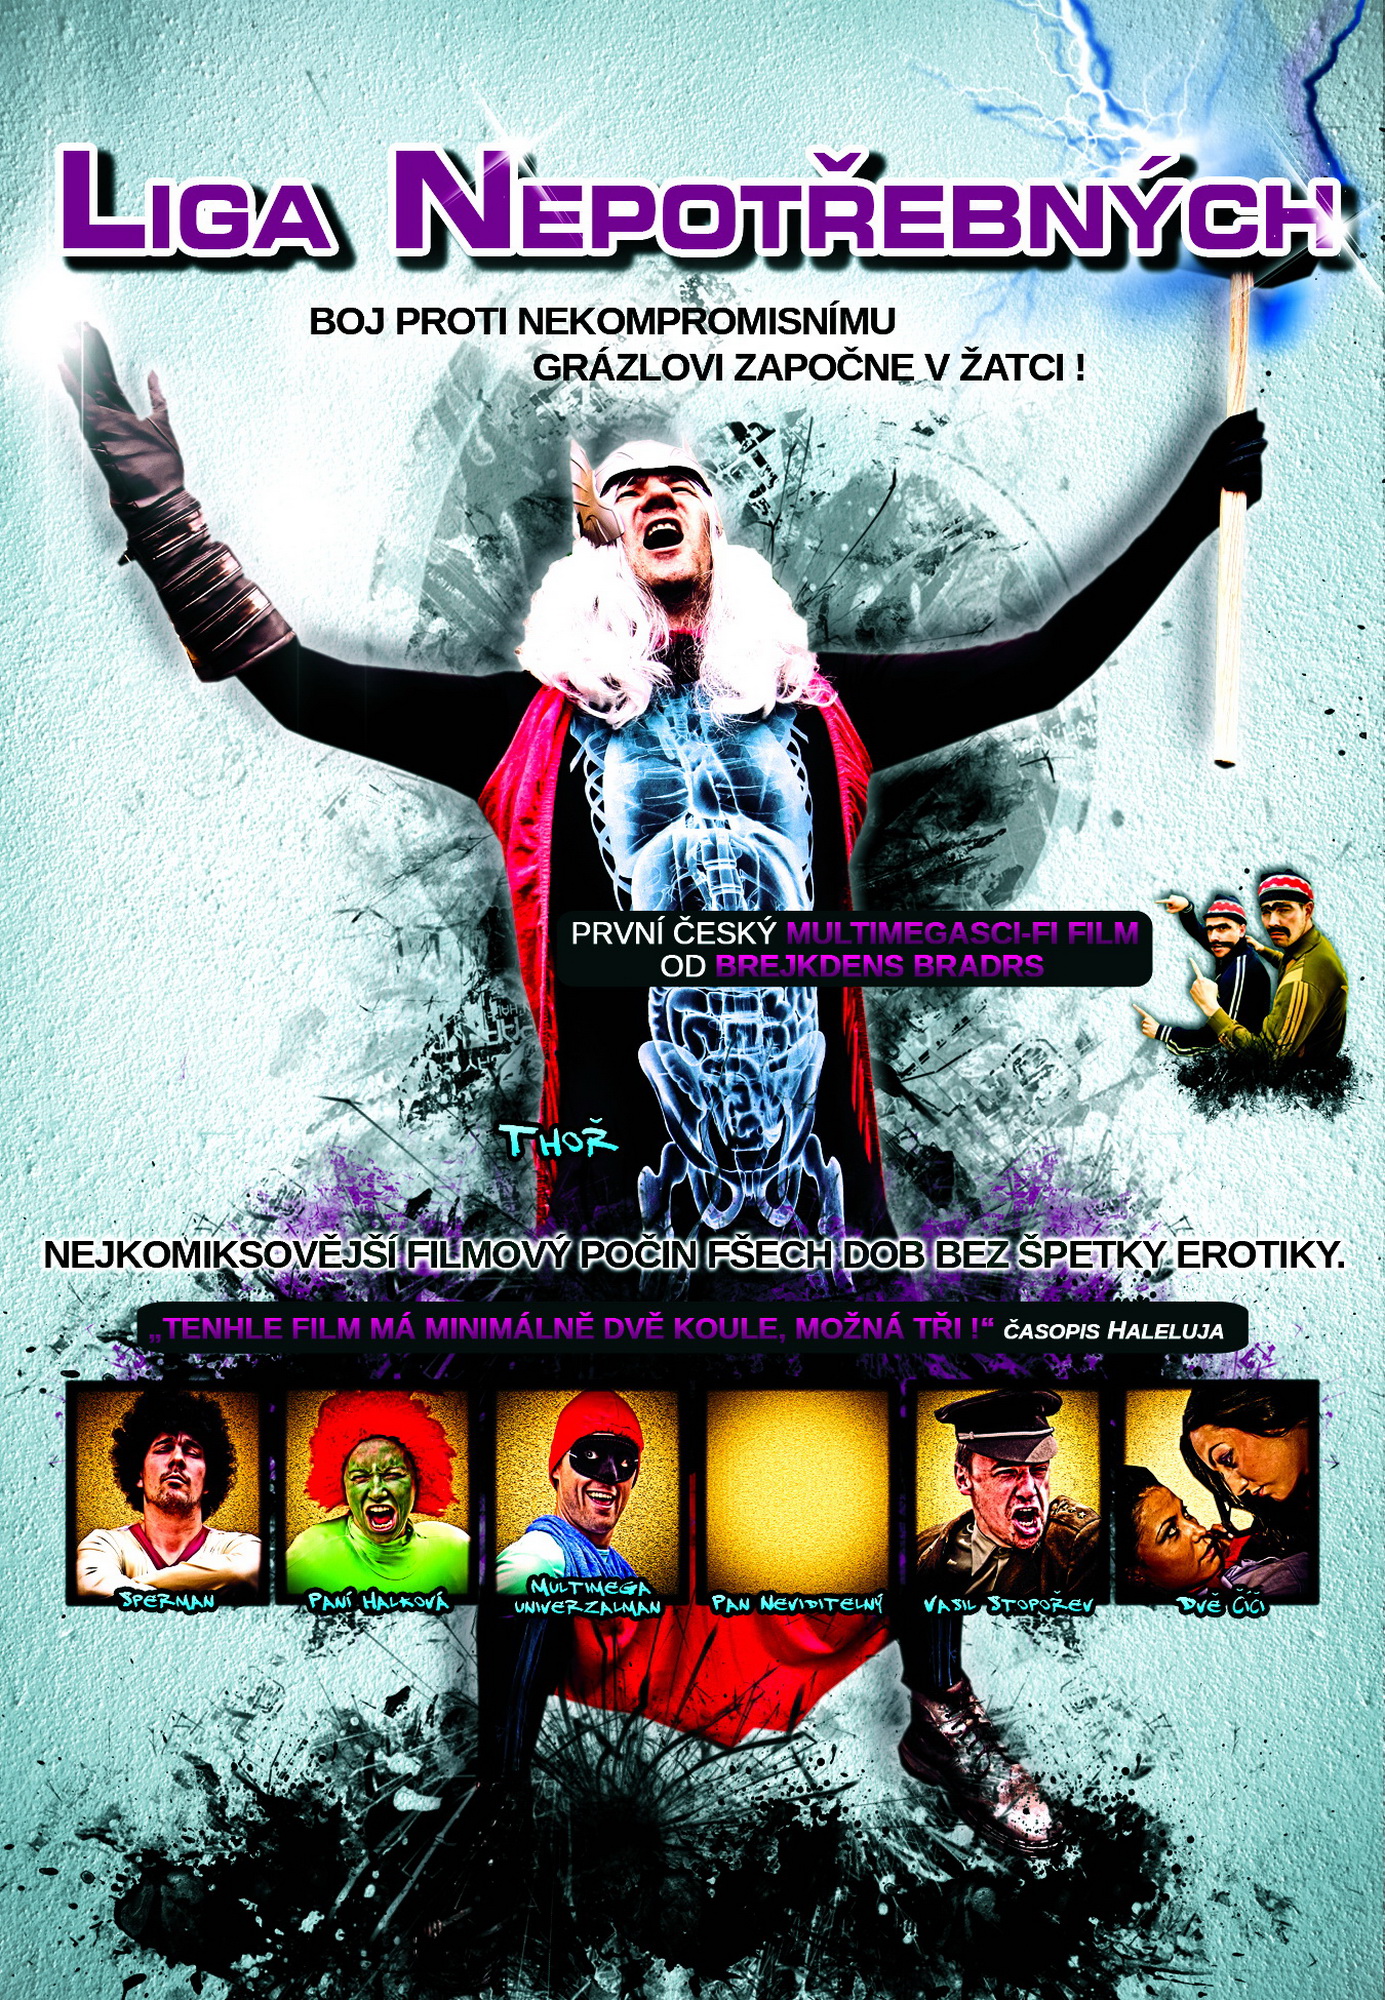 LIGA NEPOTŘEBNÝCH
BOJ PROTI NEKOMPROMISNÍMU
GRÁZLOVI ZAPOČNE V ŽATCI !
PRVNÍ ČESKÝ MULTIMEGASCI-FI FILM
OD BREJKDENS BRADRS
THOŘ
NEJKOMIKSOVĚJŠÍ FILMOVÝ POČIN FŠECH DOB BEZ ŠPETKY EROTIKY.
„TENHLE FILM MÁ MINIMÁLNĚ DVĚ KOULE, MOŽNÁ TŘI !“ ČASOPIS HALELUJA
SPERMAN
PANÍ HALKOVÁ
MULTIMEGA
UNIVERZALMAN
PAN NEVIDITELNÝ
VASIL STOPOŘEV
DVĚ ČÍČI